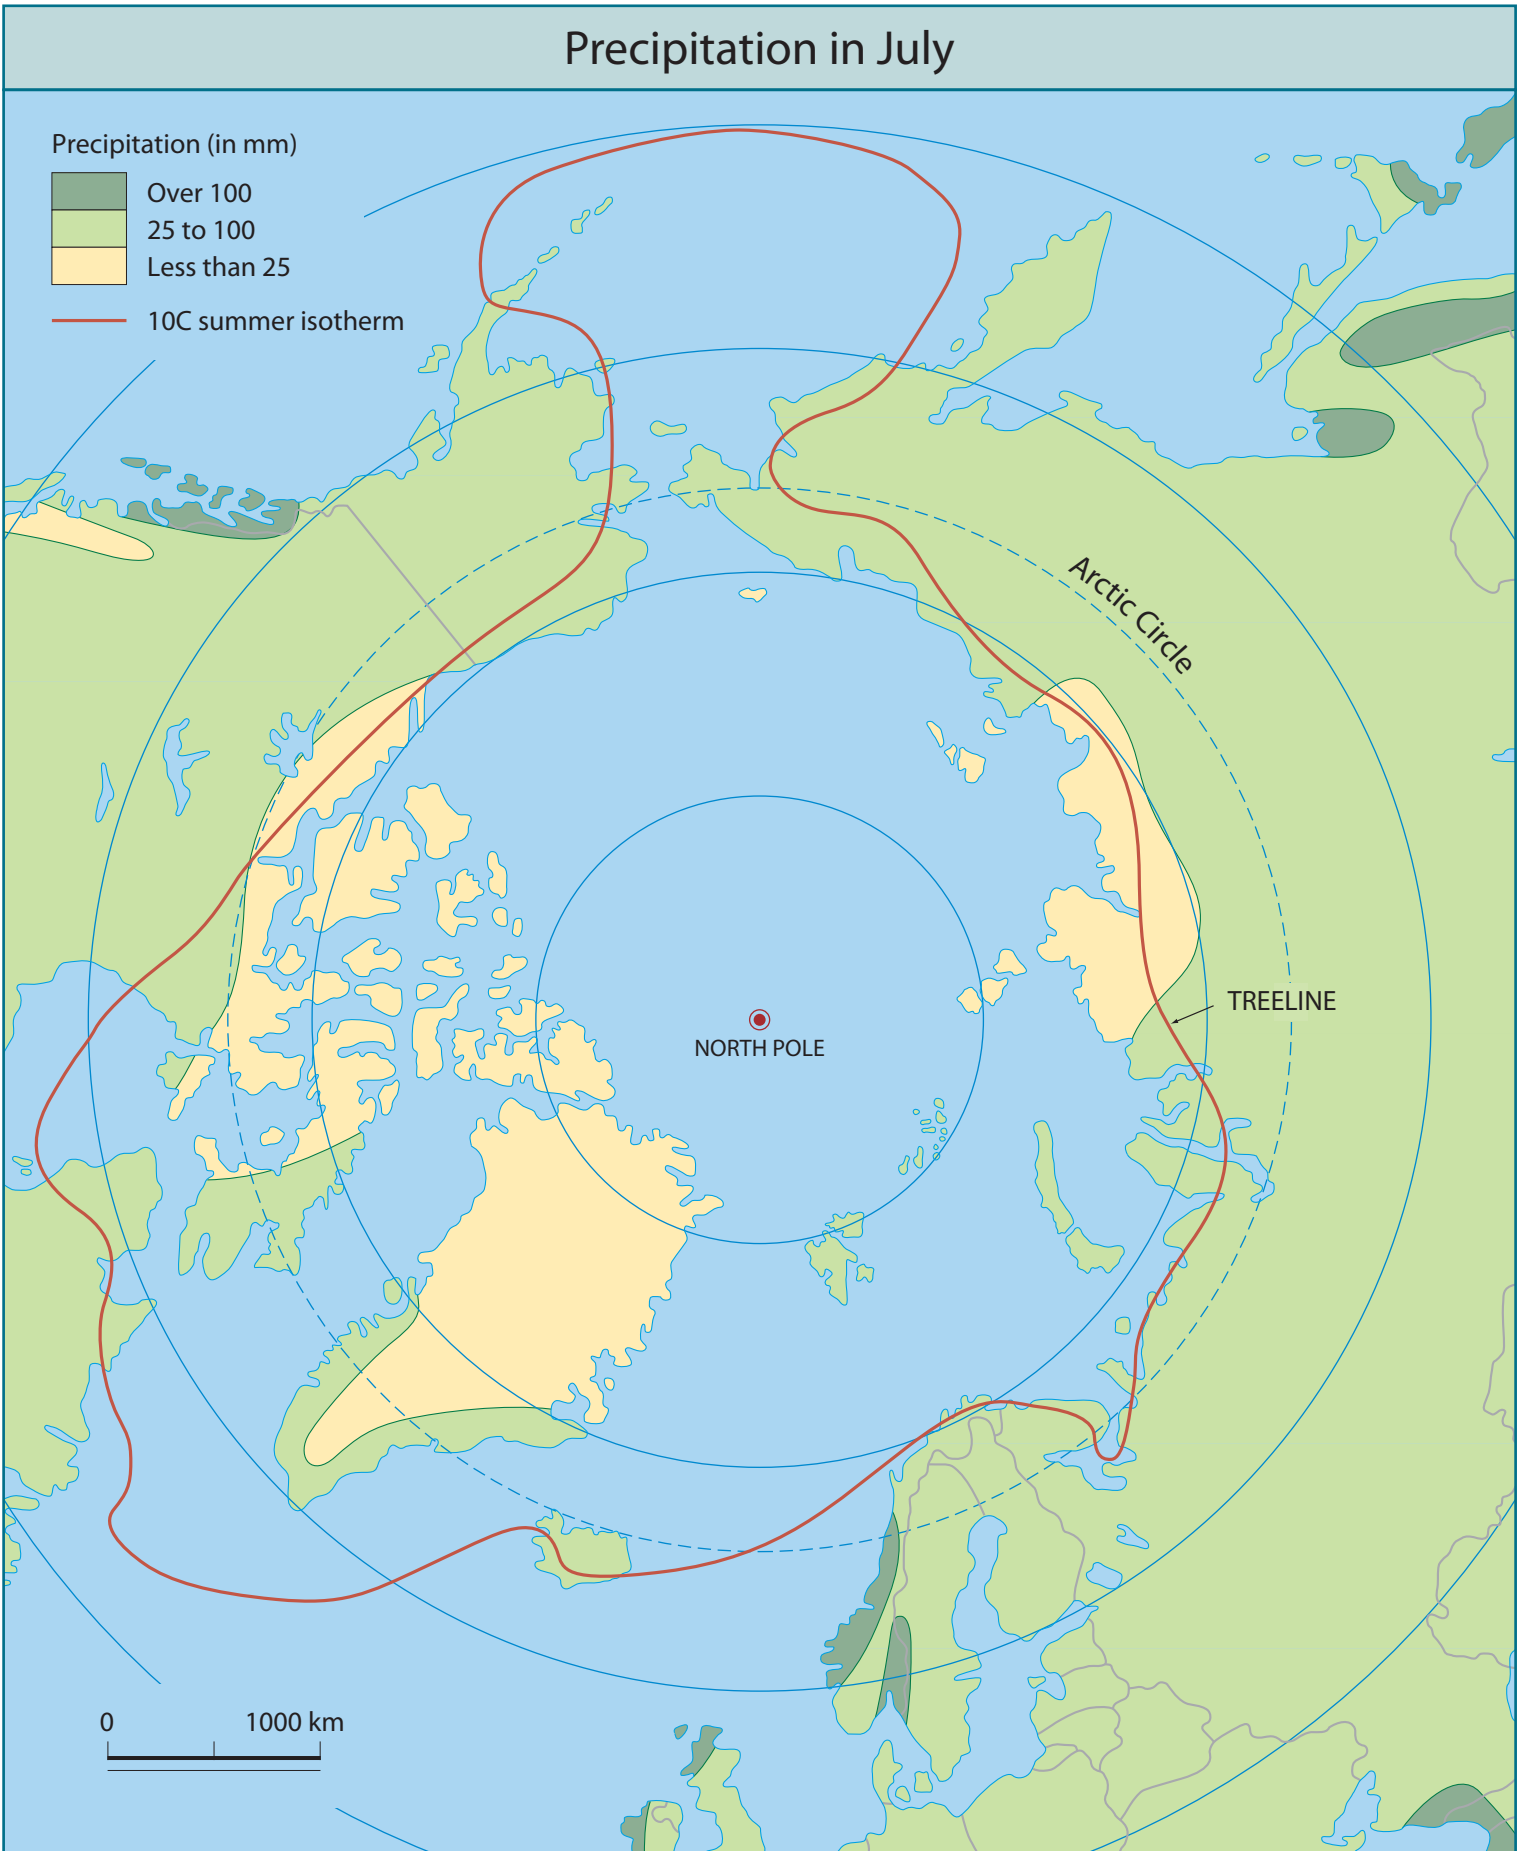 Precipitation in July
Precipitation (in mm)
Over 100
25 to 100
Less than 25
10C summer isotherm
Arctic Circle
TREELINE
NORTH POLE
0 1000 km